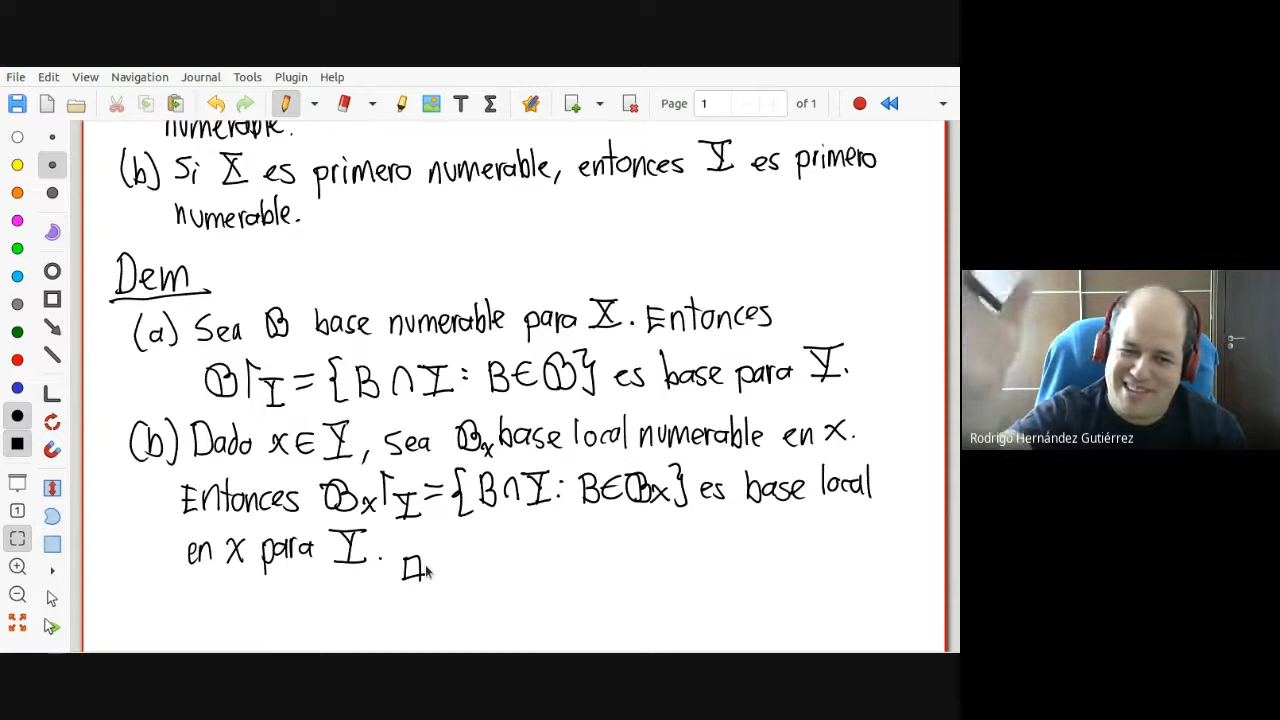 File Edit View Navigation Journal Tools Plugin Help
Page 1 of 1
numerable.
(b) Si X es primero numerable, entonces Y es primero
numerable.
Dem
(a) Sea B base numerable para X. Entonces
B↾Y = {B ∩ Y : B ∈ B} es base para Y.
(b) Dado x ∈ Y, sea Bx base local numerable en x.
Entonces Bx↾Y = {B ∩ Y : B ∈ Bx} es base local
en x para Y. □
Rodrigo Hernández Gutiérrez